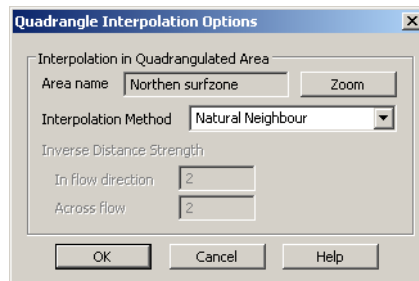 Quadrangle Interpolation Options
Interpolation in Quadrangulated Area
Area name Northen surfzone Zoom
Interpolation Method Natural Neighbour
Inverse Distance Strength
In flow direction 2
Across flow 2
OK Cancel Help